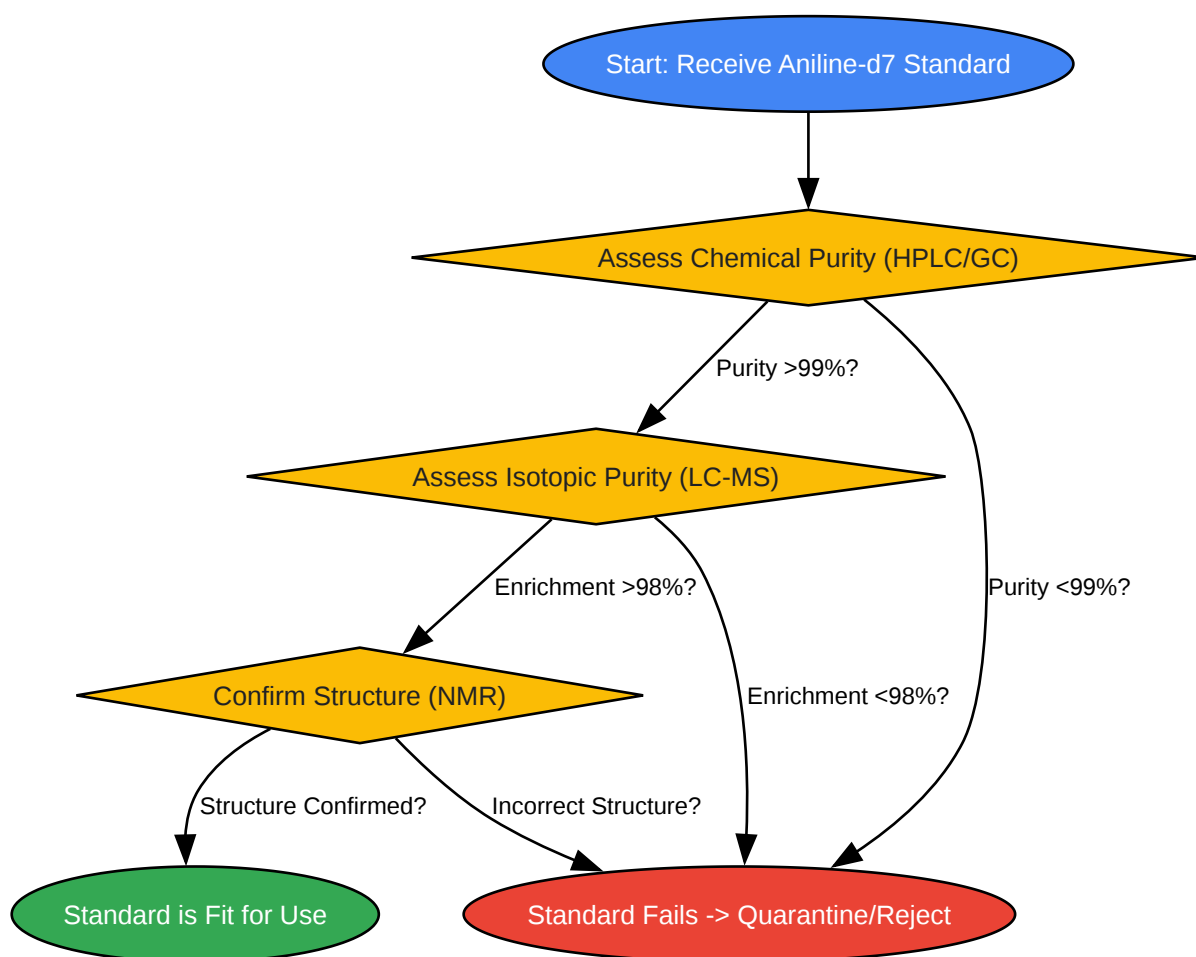 Start: Receive Aniline-d7 Standard
Assess Chemical Purity (HPLC/GC)
Purity >99%?
Assess Isotopic Purity (LC-MS)
Enrichment >98%?
Purity <99%?
Confirm Structure (NMR)
Enrichment <98%?
Structure Confirmed?
Incorrect Structure?
Standard is Fit for Use
Standard Fails -> Quarantine/Reject